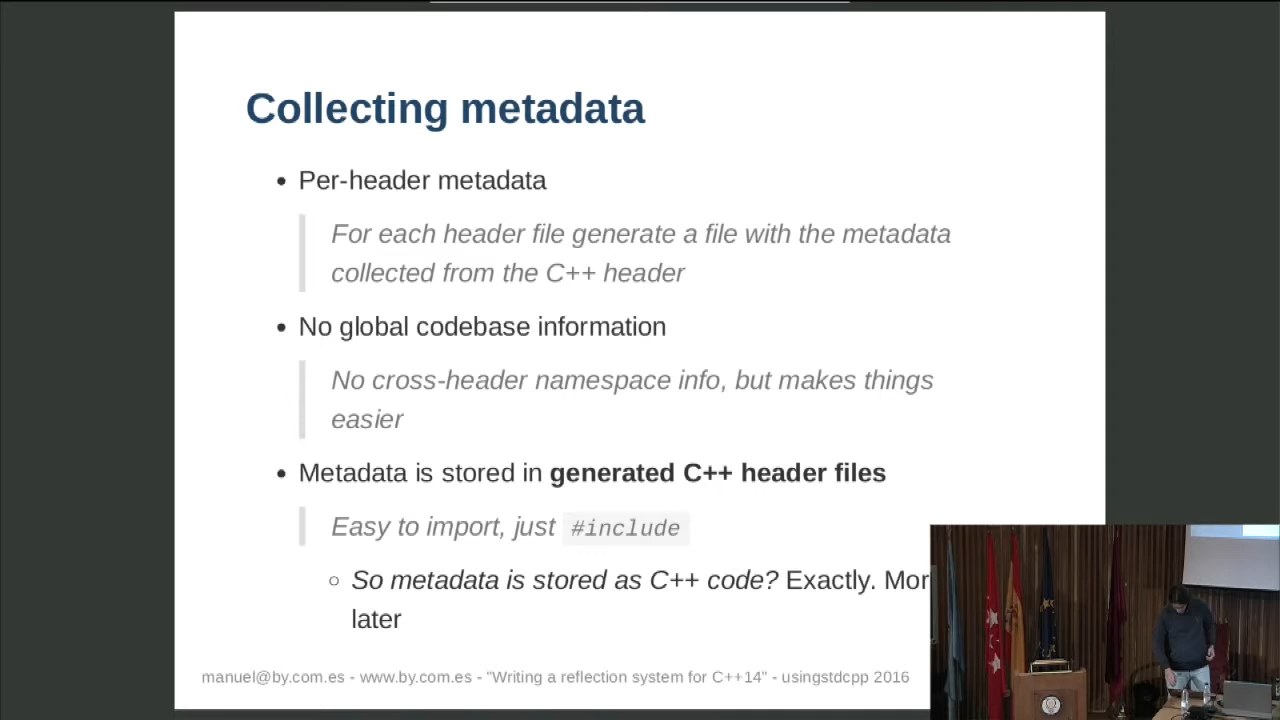 Collecting metadata
• Per-header metadata
For each header file generate a file with the metadata
collected from the C++ header
• No global codebase information
No cross-header namespace info, but makes things
easier
• Metadata is stored in generated C++ header files
Easy to import, just #include
○ So metadata is stored as C++ code? Exactly. Mor
later
manuel@by.com.es - www.by.com.es - "Writing a reflection system for C++14" - usingstdcpp 2016